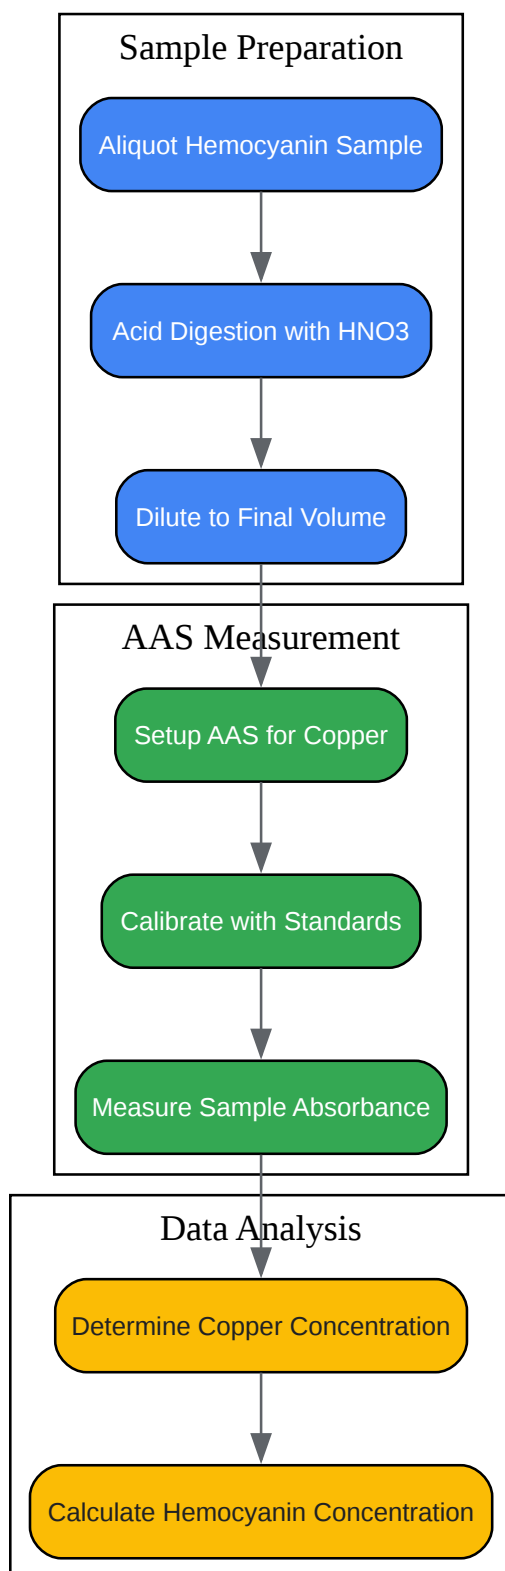 Sample Preparation
Aliquot Hemocyanin Sample
Acid Digestion with HNO3
Dilute to Final Volume
AAS Measurement
Setup AAS for Copper
Calibrate with Standards
Measure Sample Absorbance
Data Analysis
Determine Copper Concentration
Calculate Hemocyanin Concentration